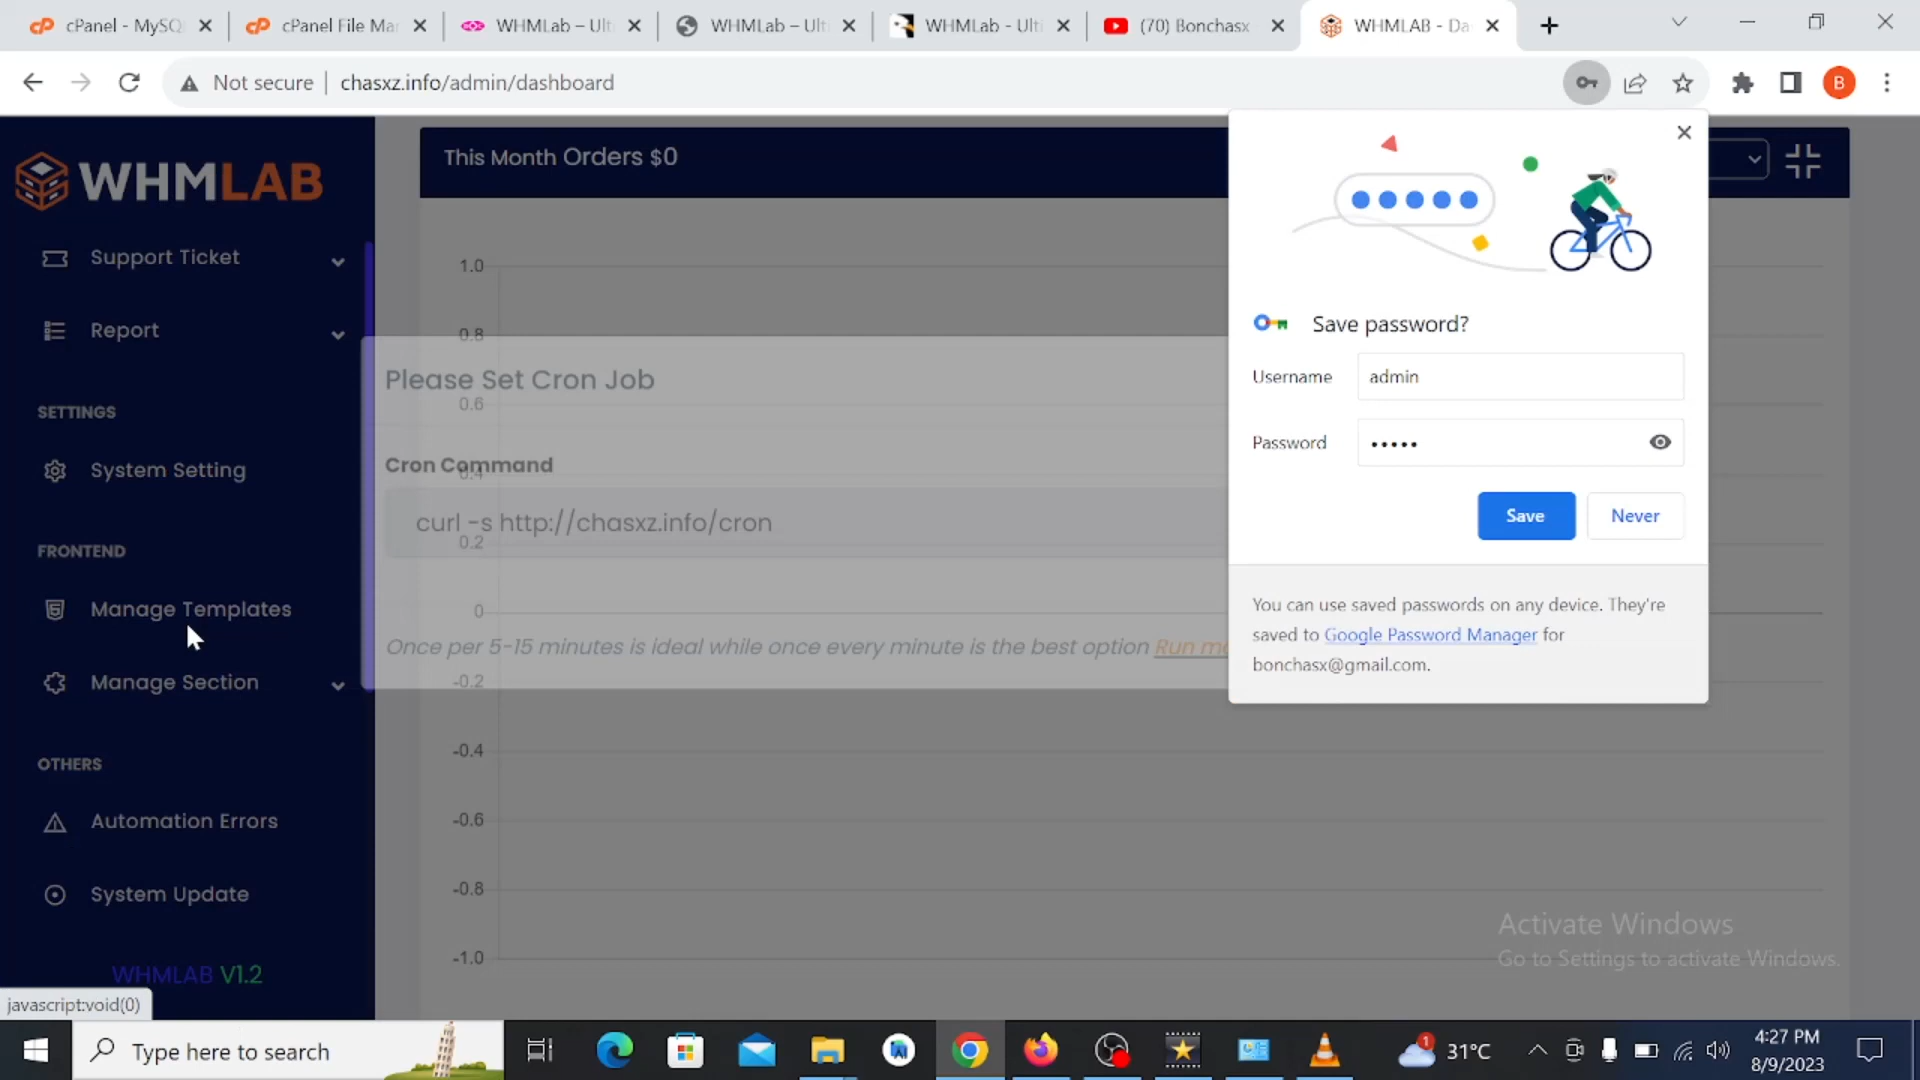 cPanel - MySQ
cPanel File Mar
WHMLab – Ulti
WHMLab – Ulti
WHMLab - Ulti
(70) Bonchasx
WHMLAB - Da
Not secure
chasxz.info/admin/dashboard
B
WHMLAB
Support Ticket
Report
SETTINGS
System Setting
FRONTEND
Manage Templates
Manage Section
OTHERS
Automation Errors
System Update
WHMLAB V1.2
javascript:void(0)
This Month Orders $0
1.0
0.8
0.6
0.4
0.2
0
-0.2
-0.4
-0.6
-0.8
-1.0
Please Set Cron Job
Cron Command
curl -s http://chasxz.info/cron
Once per 5-15 minutes is ideal while once every minute is the best option Run m
Save password?
Username
admin
Password
•••••
Save
Never
You can use saved passwords on any device. They're
saved to Google Password Manager for
bonchasx@gmail.com.
Activate Windows
Go to Settings to activate Windows.
Type here to search
1
31°C
4:27 PM
8/9/2023